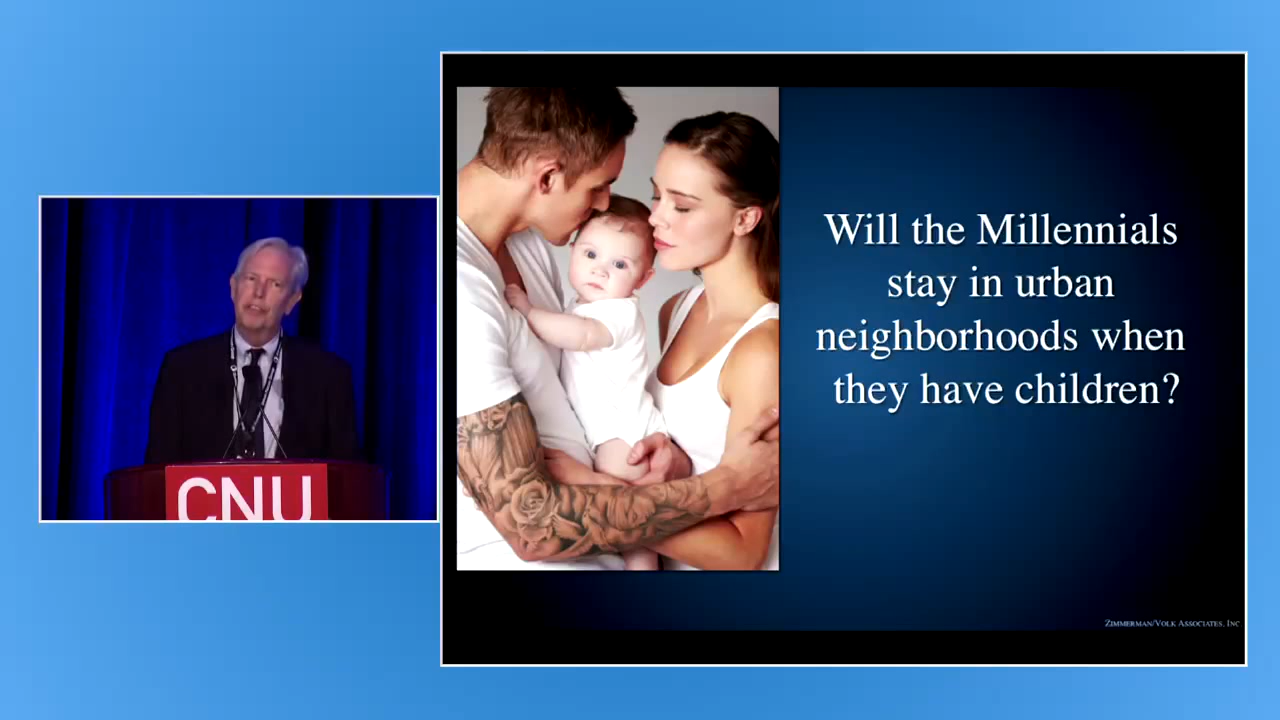 CNU
Will the Millennials
stay in urban
neighborhoods when
they have children?
Zimmerman/Volk Associates, Inc